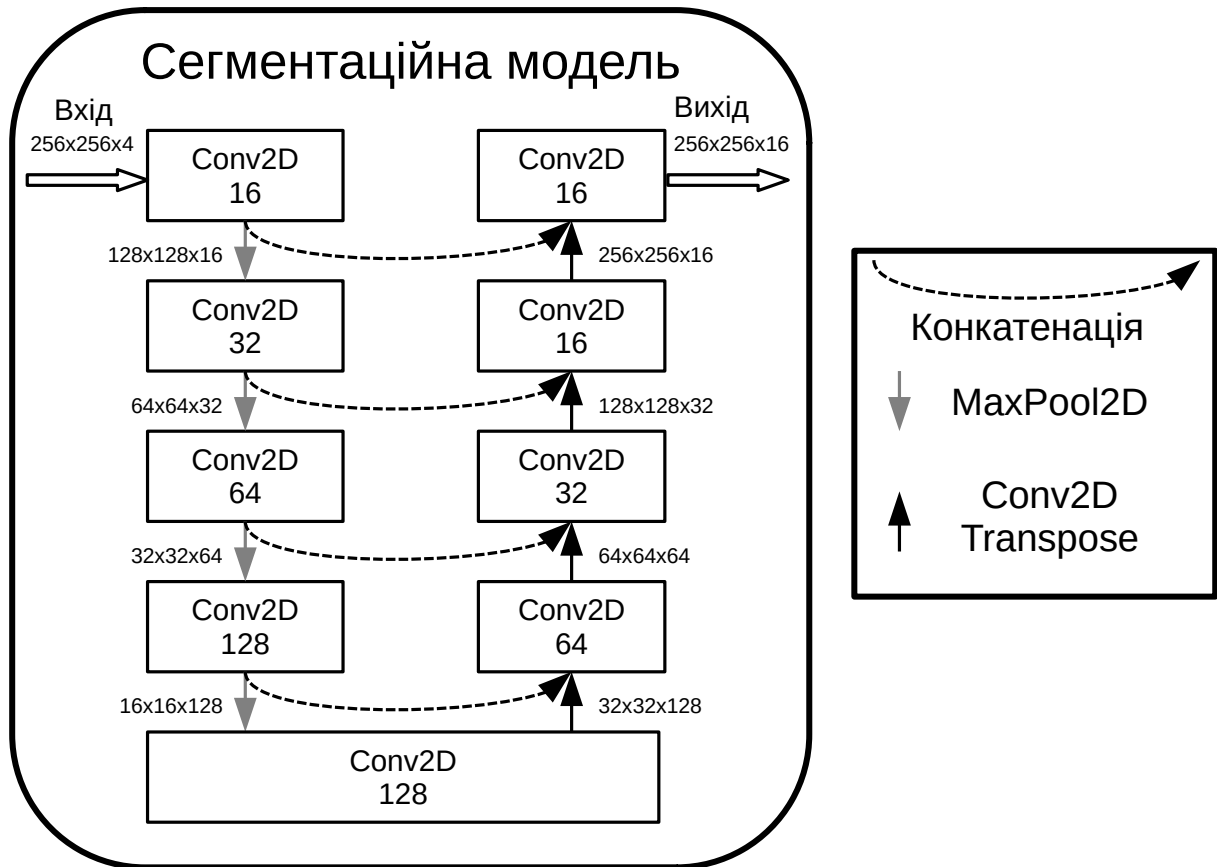 Сегментаційна модель
Вхід
256x256x4
Вихід
256x256x16
Conv2D
16
Conv2D
16
128x128x16
256x256x16
Conv2D
32
Conv2D
16
64x64x32
128x128x32
Conv2D
64
Conv2D
32
32x32x64
64x64x64
Conv2D
128
Conv2D
64
16x16x128
32x32x128
Conv2D
128
Конкатенація
MaxPool2D
Conv2D
Transpose